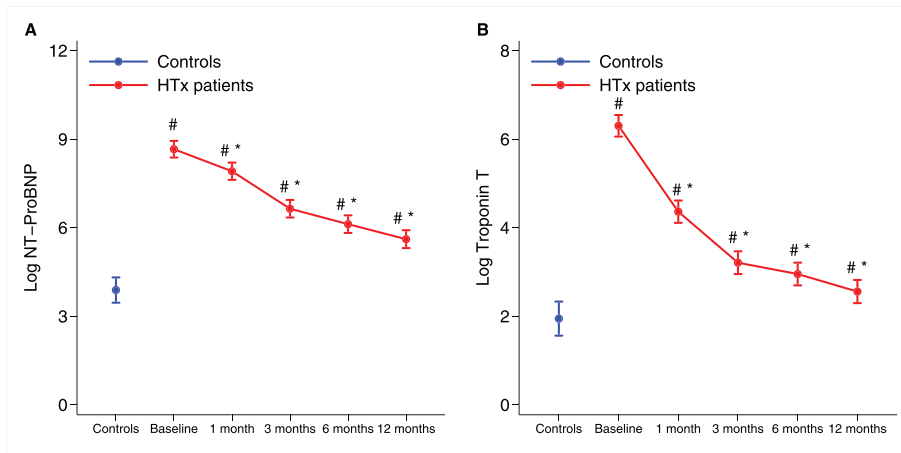 A
12
9
6
3
0
Log NT−ProBNP
Controls
HTx patients
#
# *
# *
# *
# *
Controls Baseline 1 month 3 months 6 months 12 months
B
8
6
4
2
0
Log Troponin T
Controls
HTx patients
#
# *
# *
# *
# *
Controls Baseline 1 month 3 months 6 months 12 months